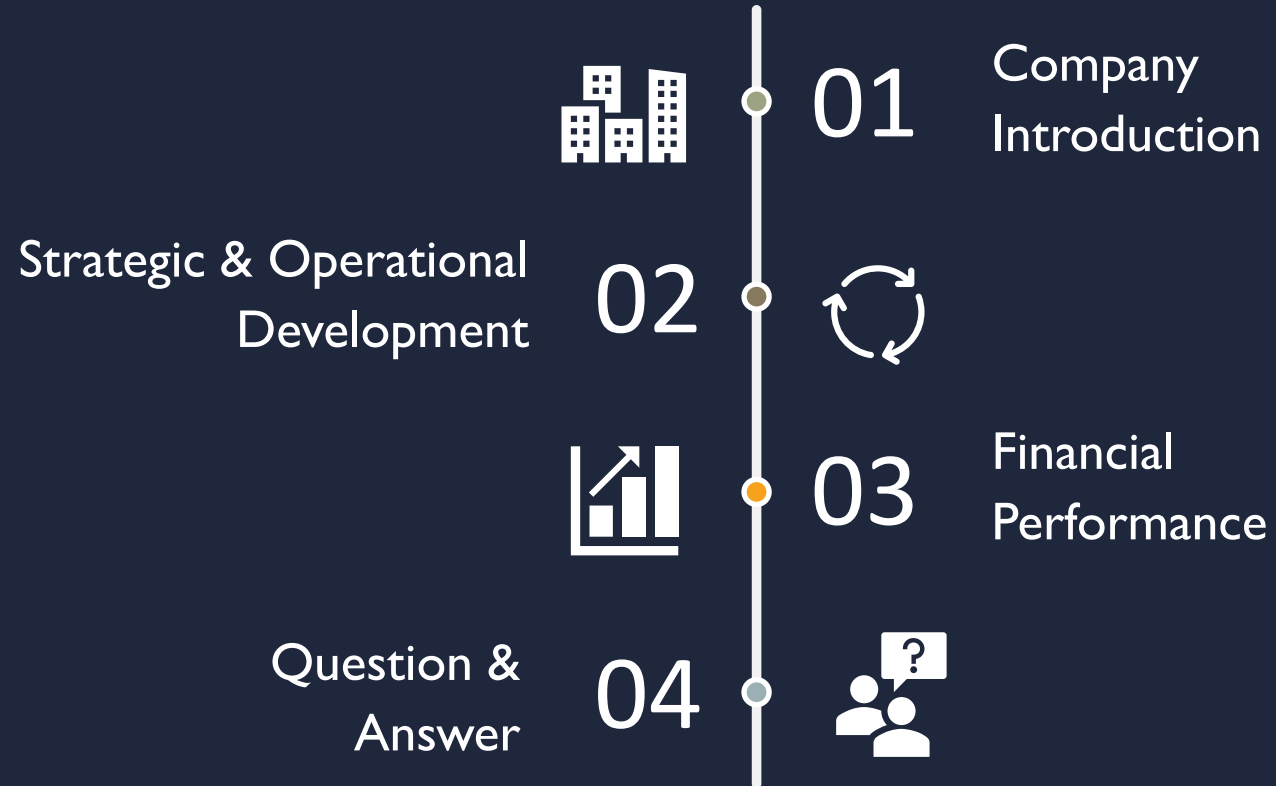 01
Company
Introduction
Strategic & Operational
Development
02
03
Financial
Performance
Question &
Answer
04
?